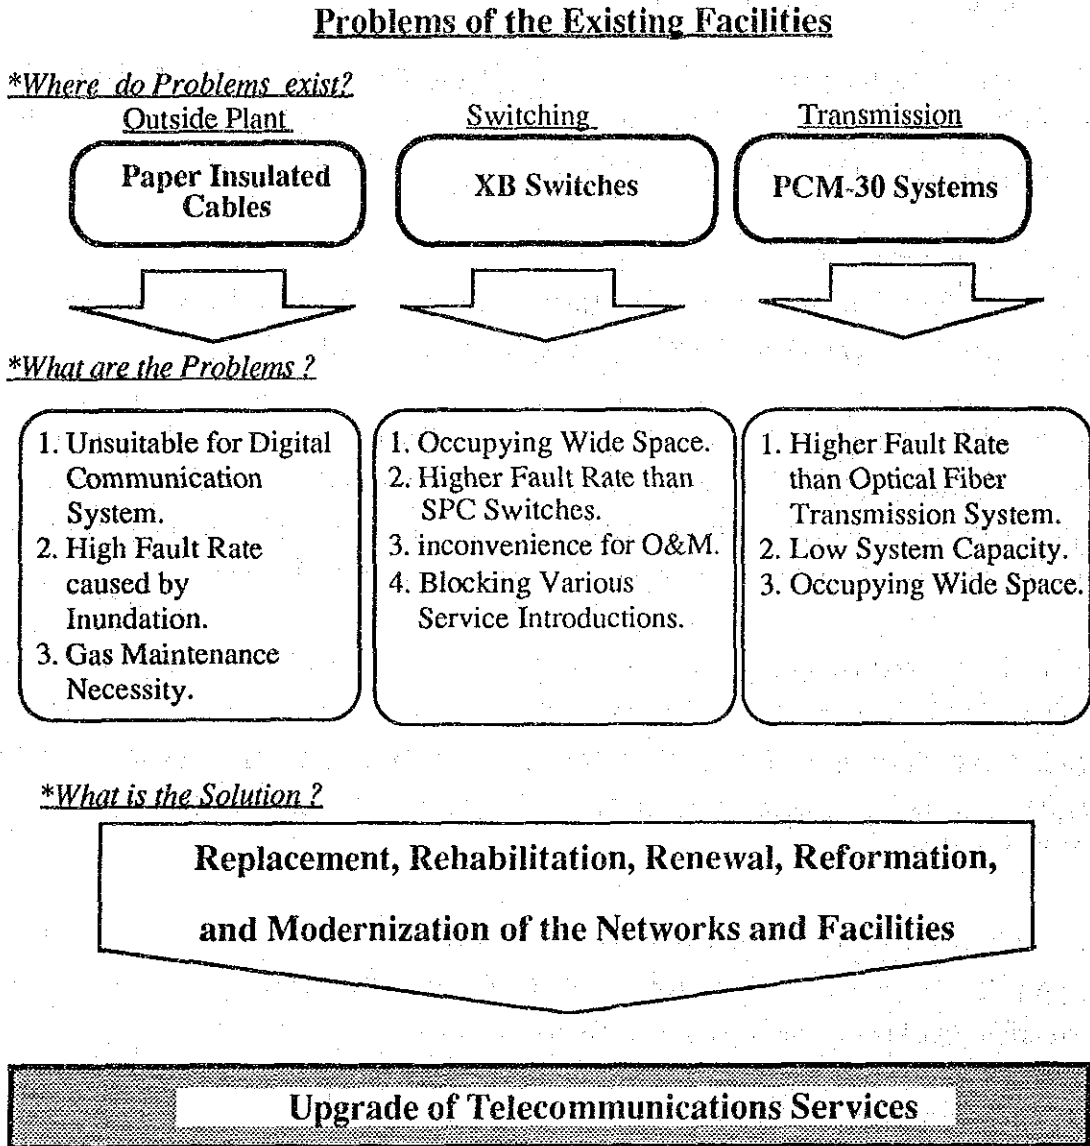 Problems of the Existing Facilities
*Where do Problems exist?
Outside Plant
Paper Insulated
Cables
Switching
XB Switches
Transmission
PCM-30 Systems
*What are the Problems ?
1. Unsuitable for Digital
Communication
System.
2. High Fault Rate
caused by
Inundation.
3. Gas Maintenance
Necessity.
1. Occupying Wide Space.
2. Higher Fault Rate than
SPC Switches.
3. inconvenience for O&M.
4. Blocking Various
Service Introductions.
1. Higher Fault Rate
than Optical Fiber
Transmission System.
2. Low System Capacity.
3. Occupying Wide Space.
*What is the Solution ?
Replacement, Rehabilitation, Renewal, Reformation,
and Modernization of the Networks and Facilities
Upgrade of Telecommunications Services